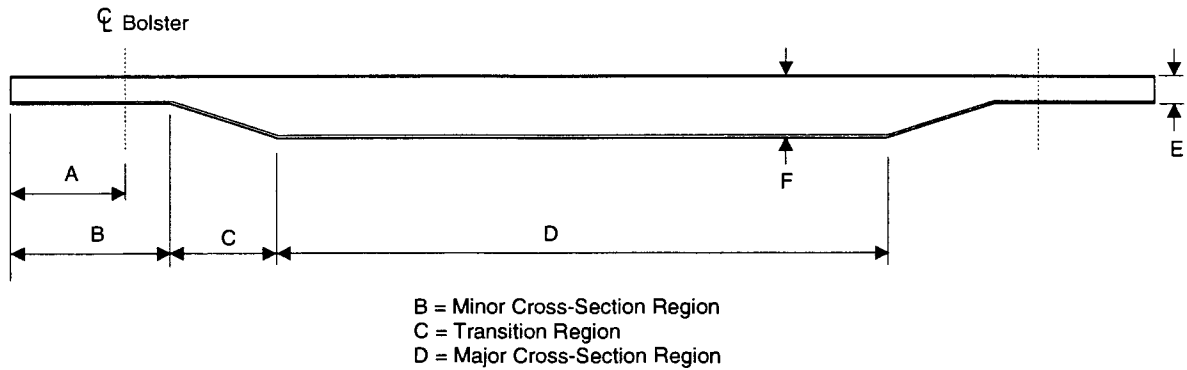 ℄ Bolster
A
B
C
D
E
F
B = Minor Cross-Section Region
C = Transition Region
D = Major Cross-Section Region